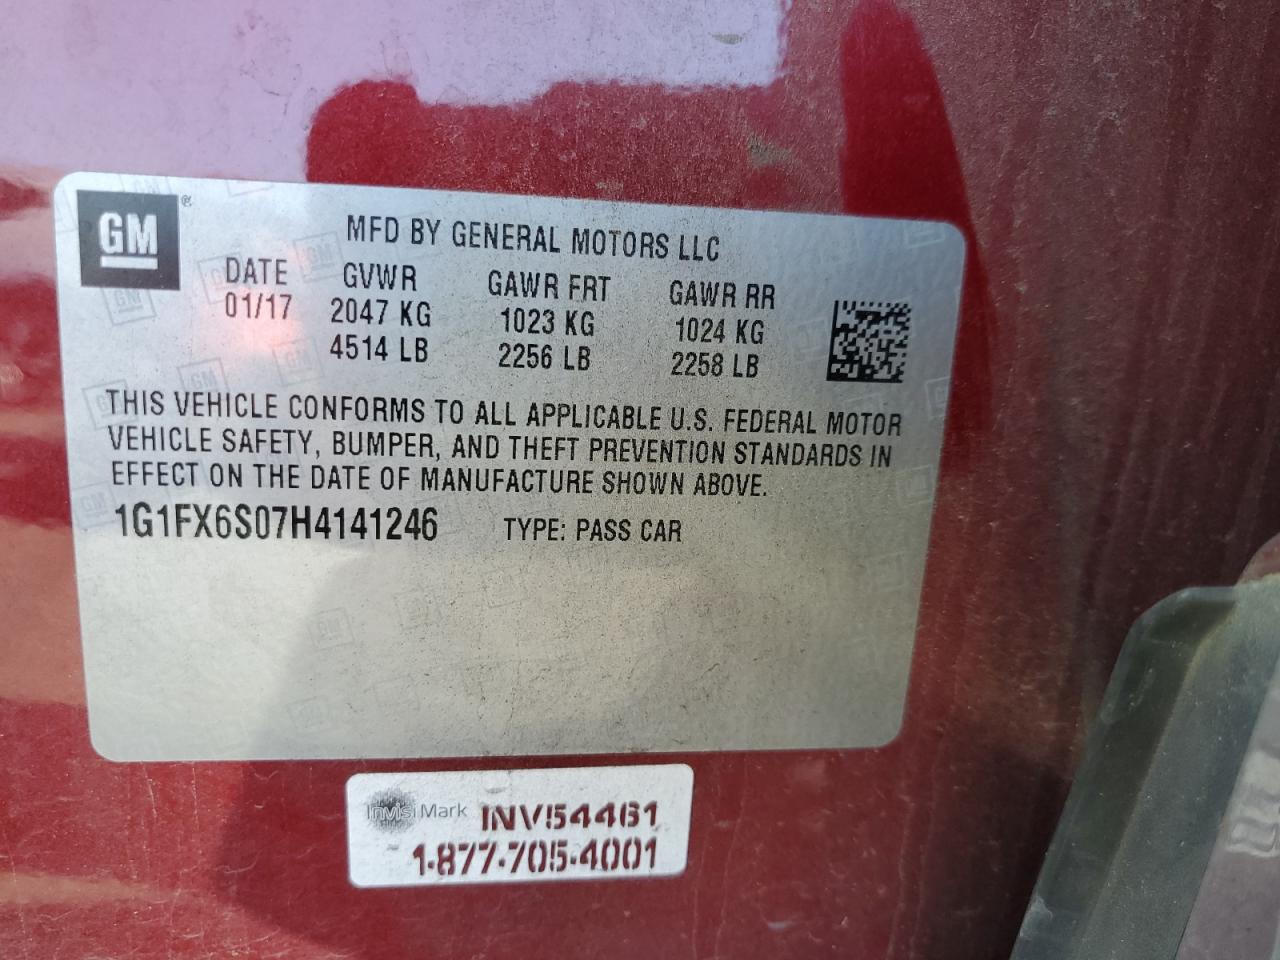 GM ®
MFD BY GENERAL MOTORS LLC
DATE GVWR GAWR FRT GAWR RR
01/17 2047 KG 1023 KG 1024 KG
4514 LB 2256 LB 2258 LB
THIS VEHICLE CONFORMS TO ALL APPLICABLE U.S. FEDERAL MOTOR
VEHICLE SAFETY, BUMPER, AND THEFT PREVENTION STANDARDS IN
EFFECT ON THE DATE OF MANUFACTURE SHOWN ABOVE.
1G1FX6S07H4141246 TYPE: PASS CAR
InvisiMark INV54461
1-877-705-4001